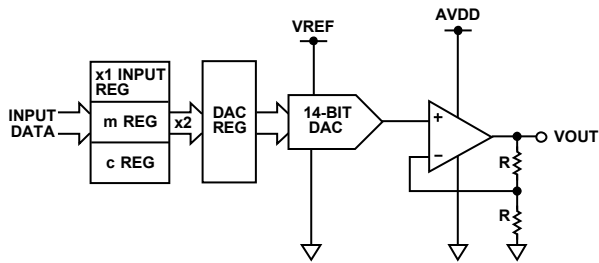 VREF
AVDD
x1 INPUT
REG
INPUT
DATA
m REG
x2
DAC
REG
14-BIT
DAC
+
–
VOUT
R
c REG
R